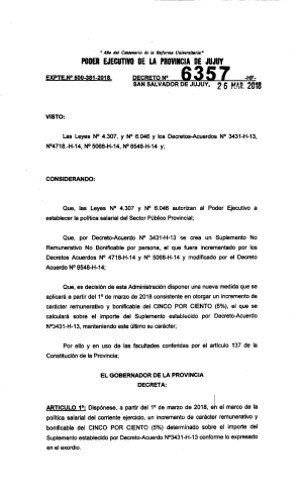 "Año del Centenario de la Reforma Universitaria"
PODER EJECUTIVO DE LA PROVINCIA DE JUJUY
EXPTE.Nº 600-381-2018.
DECRETO Nº 6357 -HF-
SAN SALVADOR DE JUJUY, 26 MAR. 2018
VISTO:
Las Leyes Nº 4.307, y Nº 6.046 y los Decretos-Acuerdos Nº 3431-H-13,
Nº4718.-H-14, Nº 5068-H-14, Nº 6548-H-14 y;
CONSIDERANDO:
Que, las Leyes Nº 4.307 y Nº 6.046 autorizan al Poder Ejecutivo a
establecer la política salarial del Sector Público Provincial;
Que, por Decreto-Acuerdo Nº 3431-H-13 se crea un Suplemento No
Remunerativo No Bonificable por persona, el que fuera incrementado por los
Decretos Acuerdos Nº 4718-H-14 y Nº 5068-H-14 y modificado por el Decreto
Acuerdo Nº 6548-H-14;
Que, es decisión de esta Administración disponer una nueva medida que se
aplicará a partir del 1º de marzo de 2018 consistente en otorgar un incremento de
carácter remunerativo y bonificable del CINCO POR CIENTO (5%), el que se
calculará sobre el importe del Suplemento establecido por Decreto-Acuerdo
Nº3431-H-13, manteniendo este último su carácter;
Por ello y en uso de las facultades contenidas por el artículo 137 de la
Constitución de la Provincia;
EL GOBERNADOR DE LA PROVINCIA
DECRETA:
ARTICULO 1º: Dispónese, a partir del 1º de marzo de 2018, en el marco de la
política salarial del corriente ejercicio, un incremento de carácter remunerativo y
bonificable del CINCO POR CIENTO (5%) determinado sobre el importe del
Suplemento establecido por Decreto-Acuerdo Nº3431-H-13 conforme lo expresado
en el exordio.